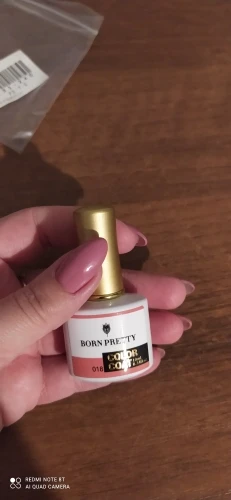 BORN PRETTY
018
COLOR
COAT
REDMI NOTE 8T
AI QUAD CAMERA